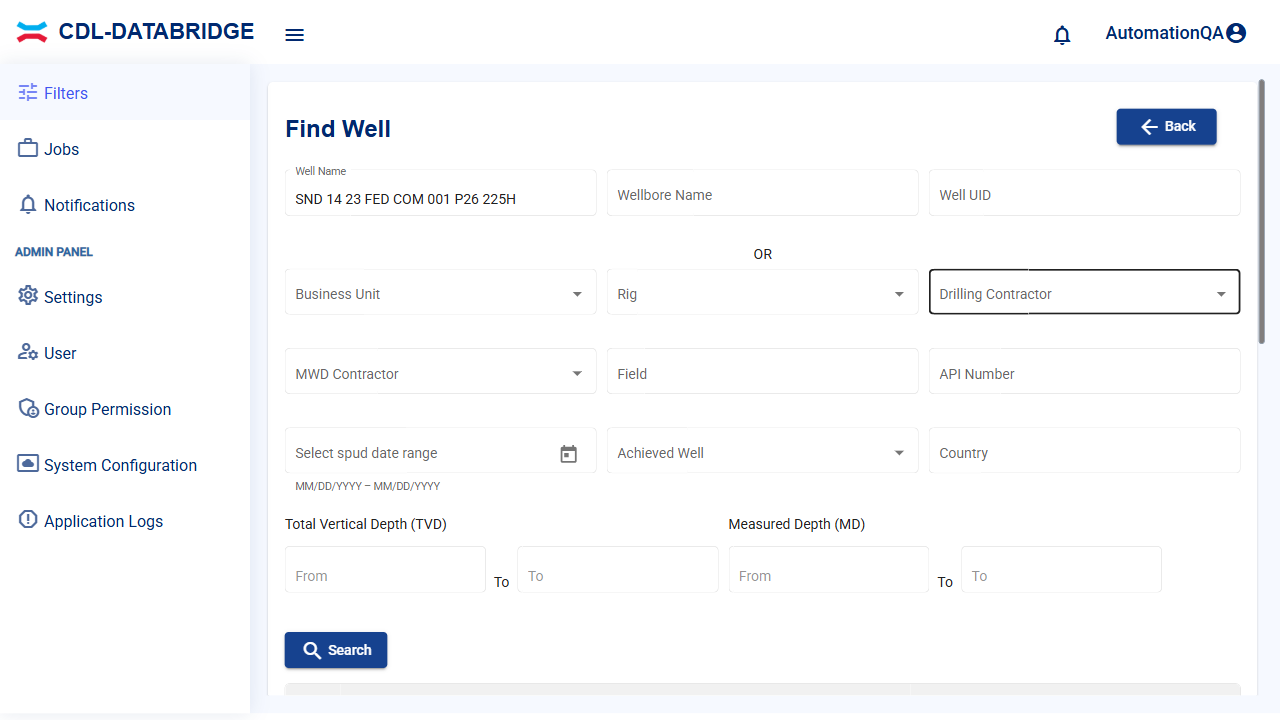 CDL-DATABRIDGE
AutomationQA
Filters
Jobs
Notifications
ADMIN PANEL
Settings
User
Group Permission
System Configuration
Application Logs
Find Well
Back
Well Name
SND 14 23 FED COM 001 P26 225H
Wellbore Name
Well UID
OR
Business Unit
Rig
Drilling Contractor
MWD Contractor
Field
API Number
Select spud date range
MM/DD/YYYY – MM/DD/YYYY
Achieved Well
Country
Total Vertical Depth (TVD)
Measured Depth (MD)
From
To
To
From
To
To
Search